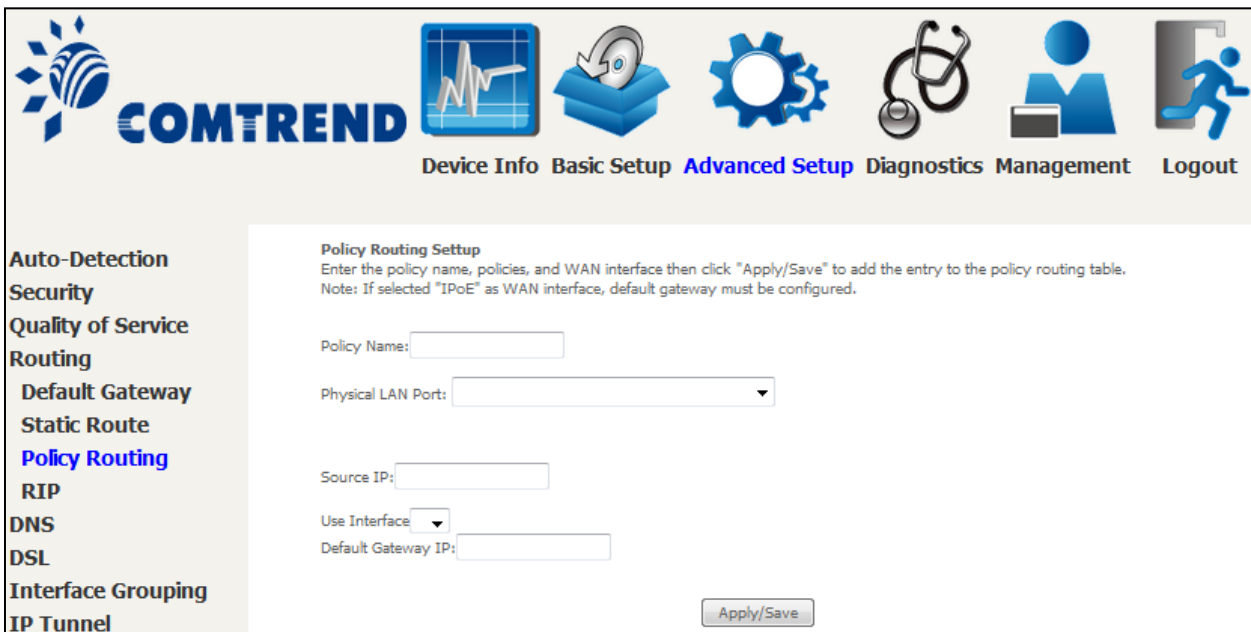 COMTREND
Device Info Basic Setup Advanced Setup Diagnostics Management Logout
Auto-Detection
Security
Quality of Service
Routing
Default Gateway
Static Route
Policy Routing
RIP
DNS
DSL
Interface Grouping
IP Tunnel
Policy Routing Settup
Enter the policy name, policies, and WAN interface then click "Apply/Save" to add the entry to the policy routing table.
Note: If selected "IPoE" as WAN interface, default gateway must be configured.
Policy Name:
Physical LAN Port:
Source IP:
Use Interface
Default Gateway IP:
Apply/Save